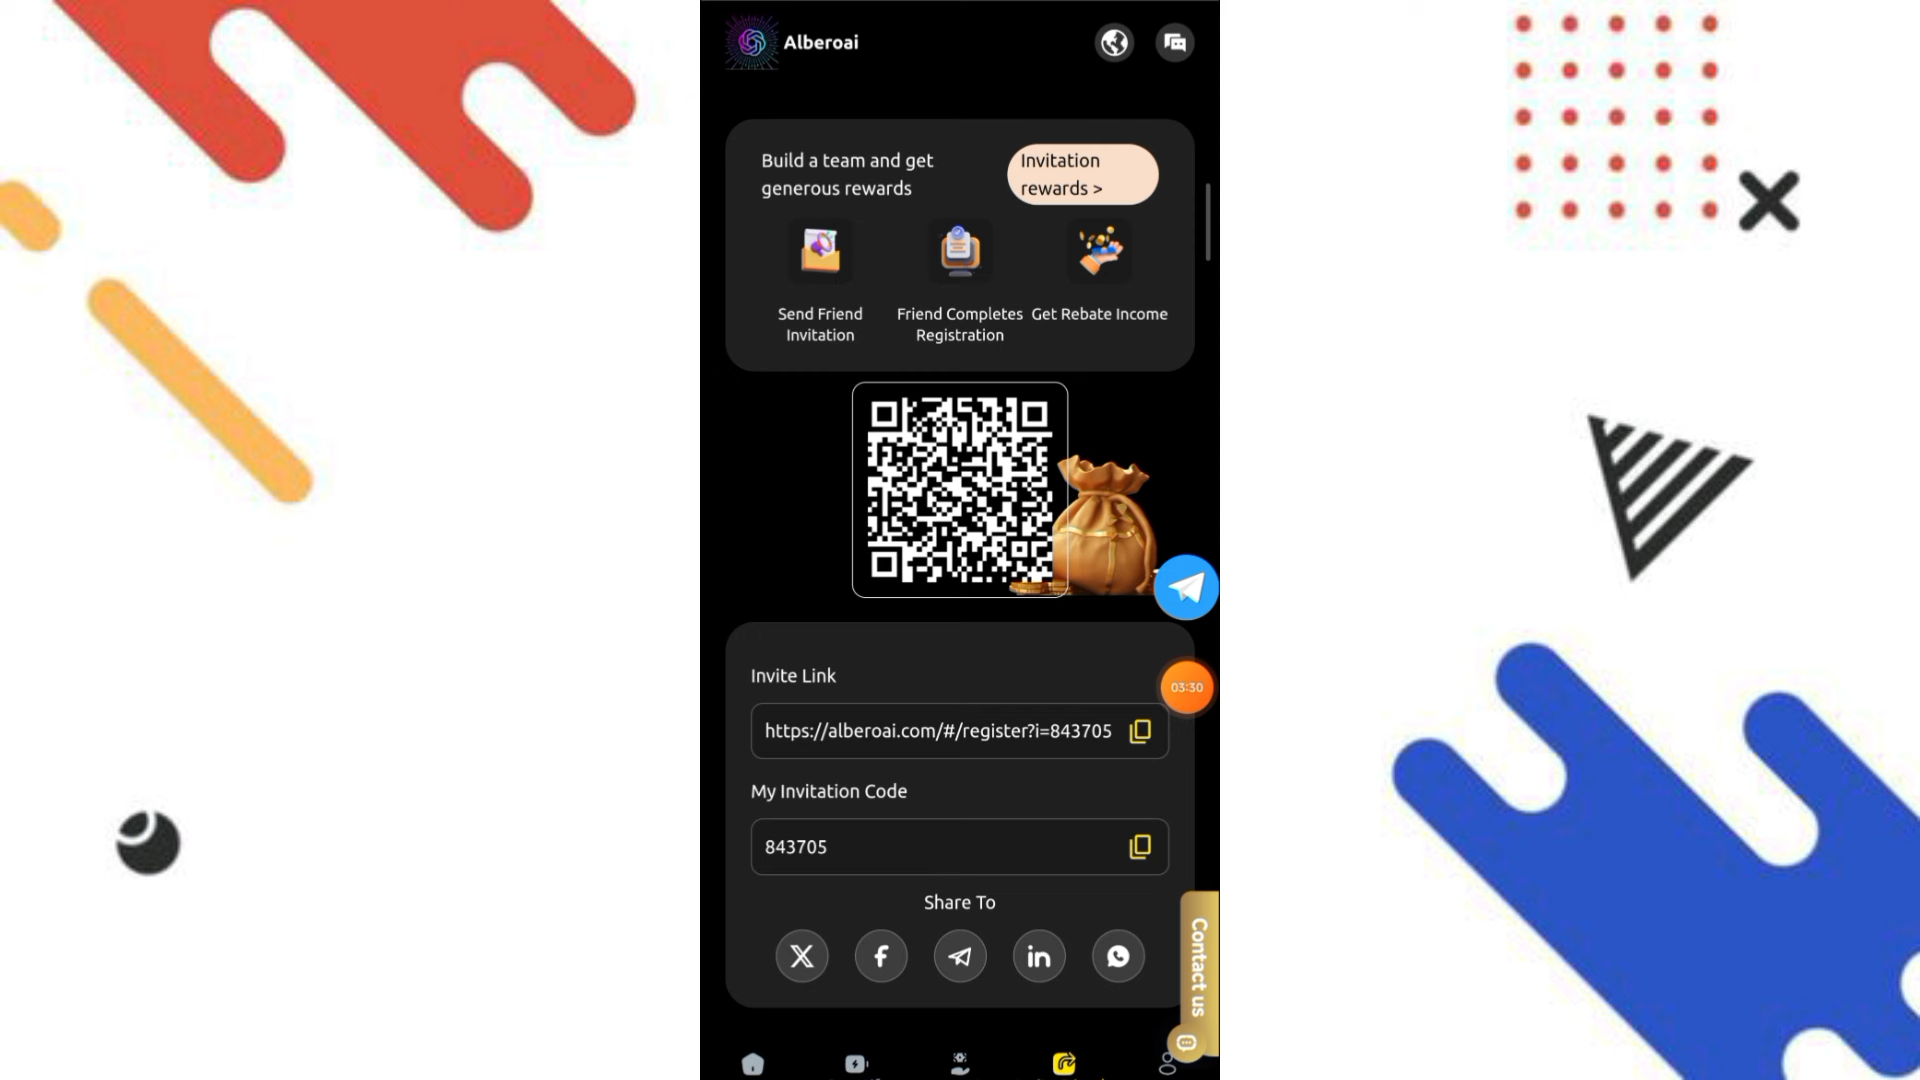 Alberoai
Build a team and get
generous rewards
Invitation
rewards >
Send Friend
Invitation
Friend Completes
Registration
Get Rebate Income
Invite Link
https://alberoai.com/#/register?i=843705
03:30
My Invitation Code
843705
Share To
Contact us